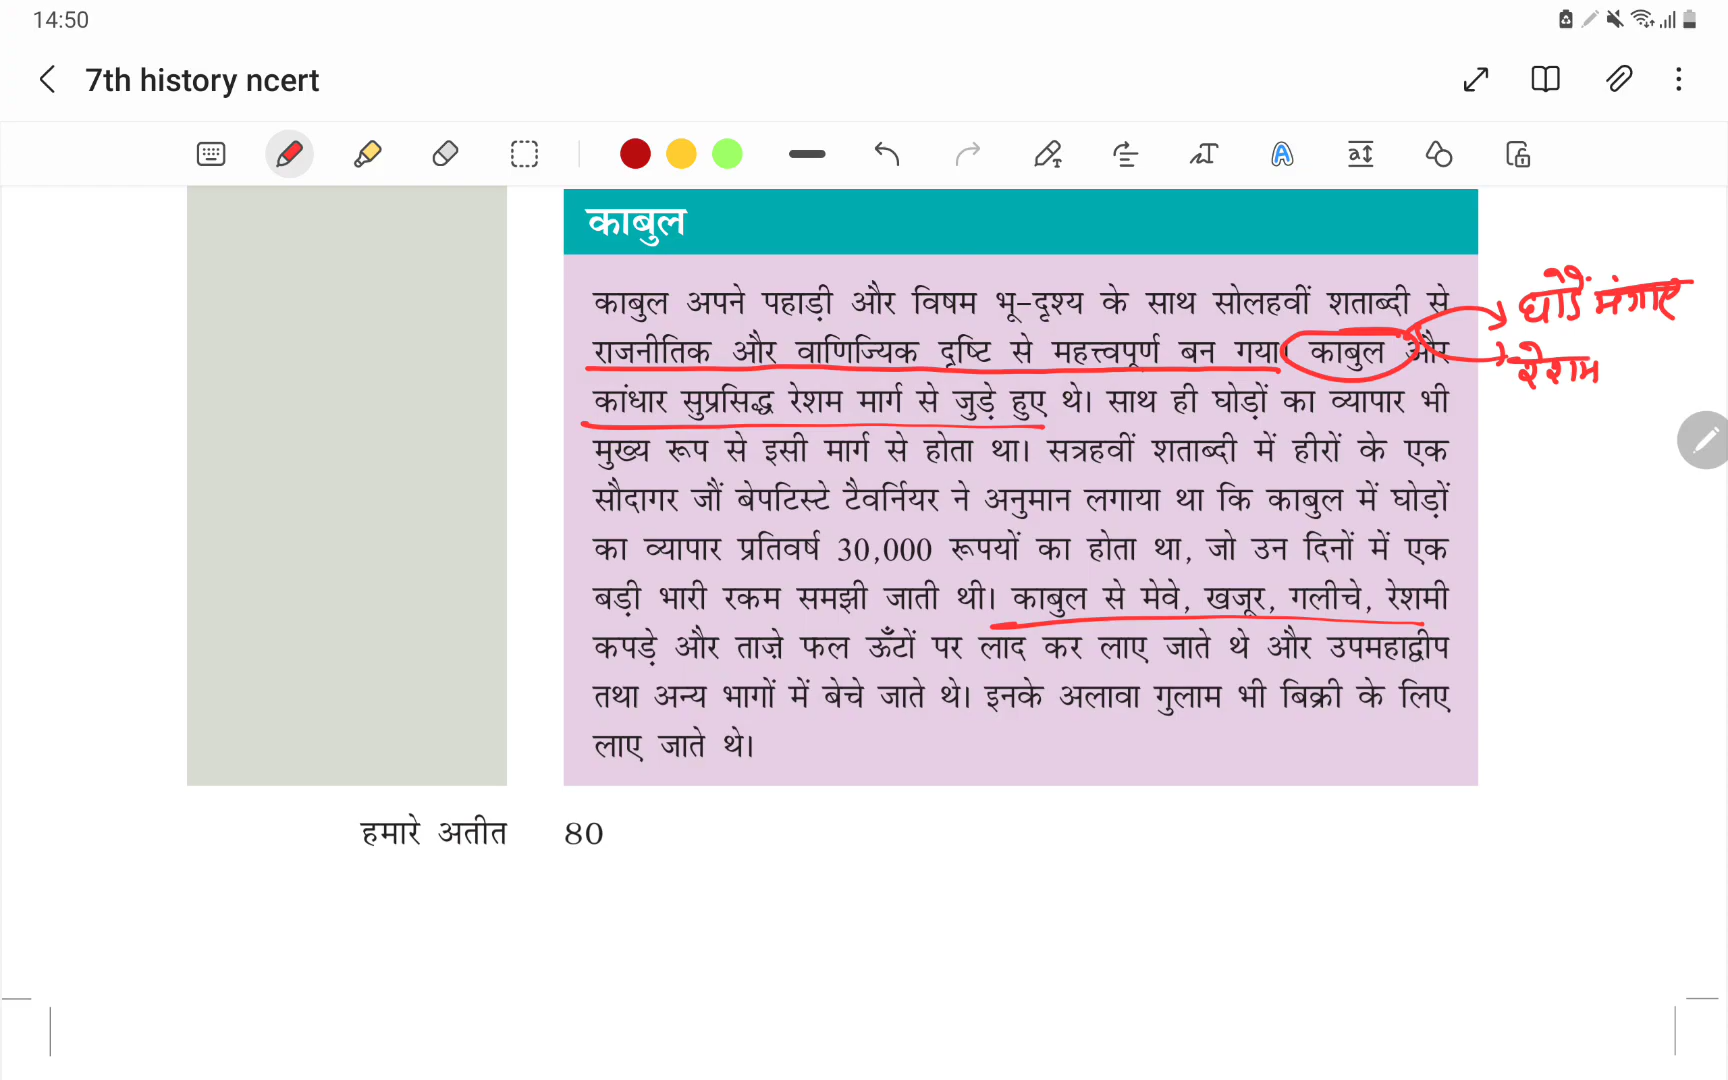 14:50
7th history ncert
काबुल
काबुल अपने पहाड़ी और विषम भू-दृश्य के साथ सोलहवीं शताब्दी से
राजनीतिक और वाणिज्यिक दृष्टि से महत्त्वपूर्ण बन गया। काबुल और
कांधार सुप्रसिद्ध रेशम मार्ग से जुड़े हुए थे। साथ ही घोड़ों का व्यापार भी
मुख्य रूप से इसी मार्ग से होता था। सत्रहवीं शताब्दी में हीरों के एक
सौदागर जौं बेपटिस्टे टैवर्नियर ने अनुमान लगाया था कि काबुल में घोड़ों
का व्यापार प्रतिवर्ष 30,000 रूपयों का होता था, जो उन दिनों में एक
बड़ी भारी रकम समझी जाती थी। काबुल से मेवे, खजूर, गलीचे, रेशमी
कपड़े और ताज़े फल ऊँटों पर लाद कर लाए जाते थे और उपमहाद्वीप
तथा अन्य भागों में बेचे जाते थे। इनके अलावा गुलाम भी बिक्री के लिए
लाए जाते थे।
घोडें
रेशम
हमारे अतीत 80